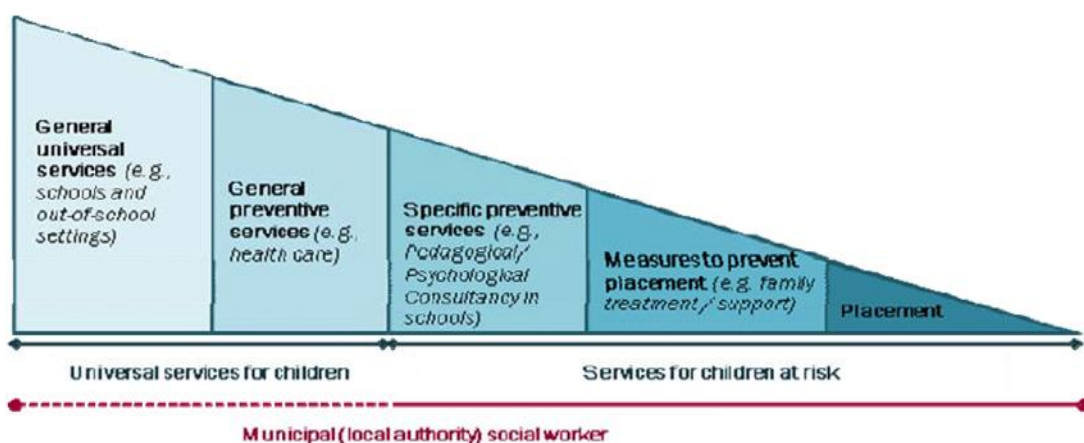 General
universal
services (e.g.,
schools and
out-of-school
settings)
General
preventive
services (e.g.,
health care)
Specific preventive
services (e.g.,
Pedagogical/
Psychological
Consultancy in
schools)
Measures to prevent
placement (e.g. family
treatment/ support)
Placement
Universal services for children
Services for children at risk
Municipal (local authority) social worker